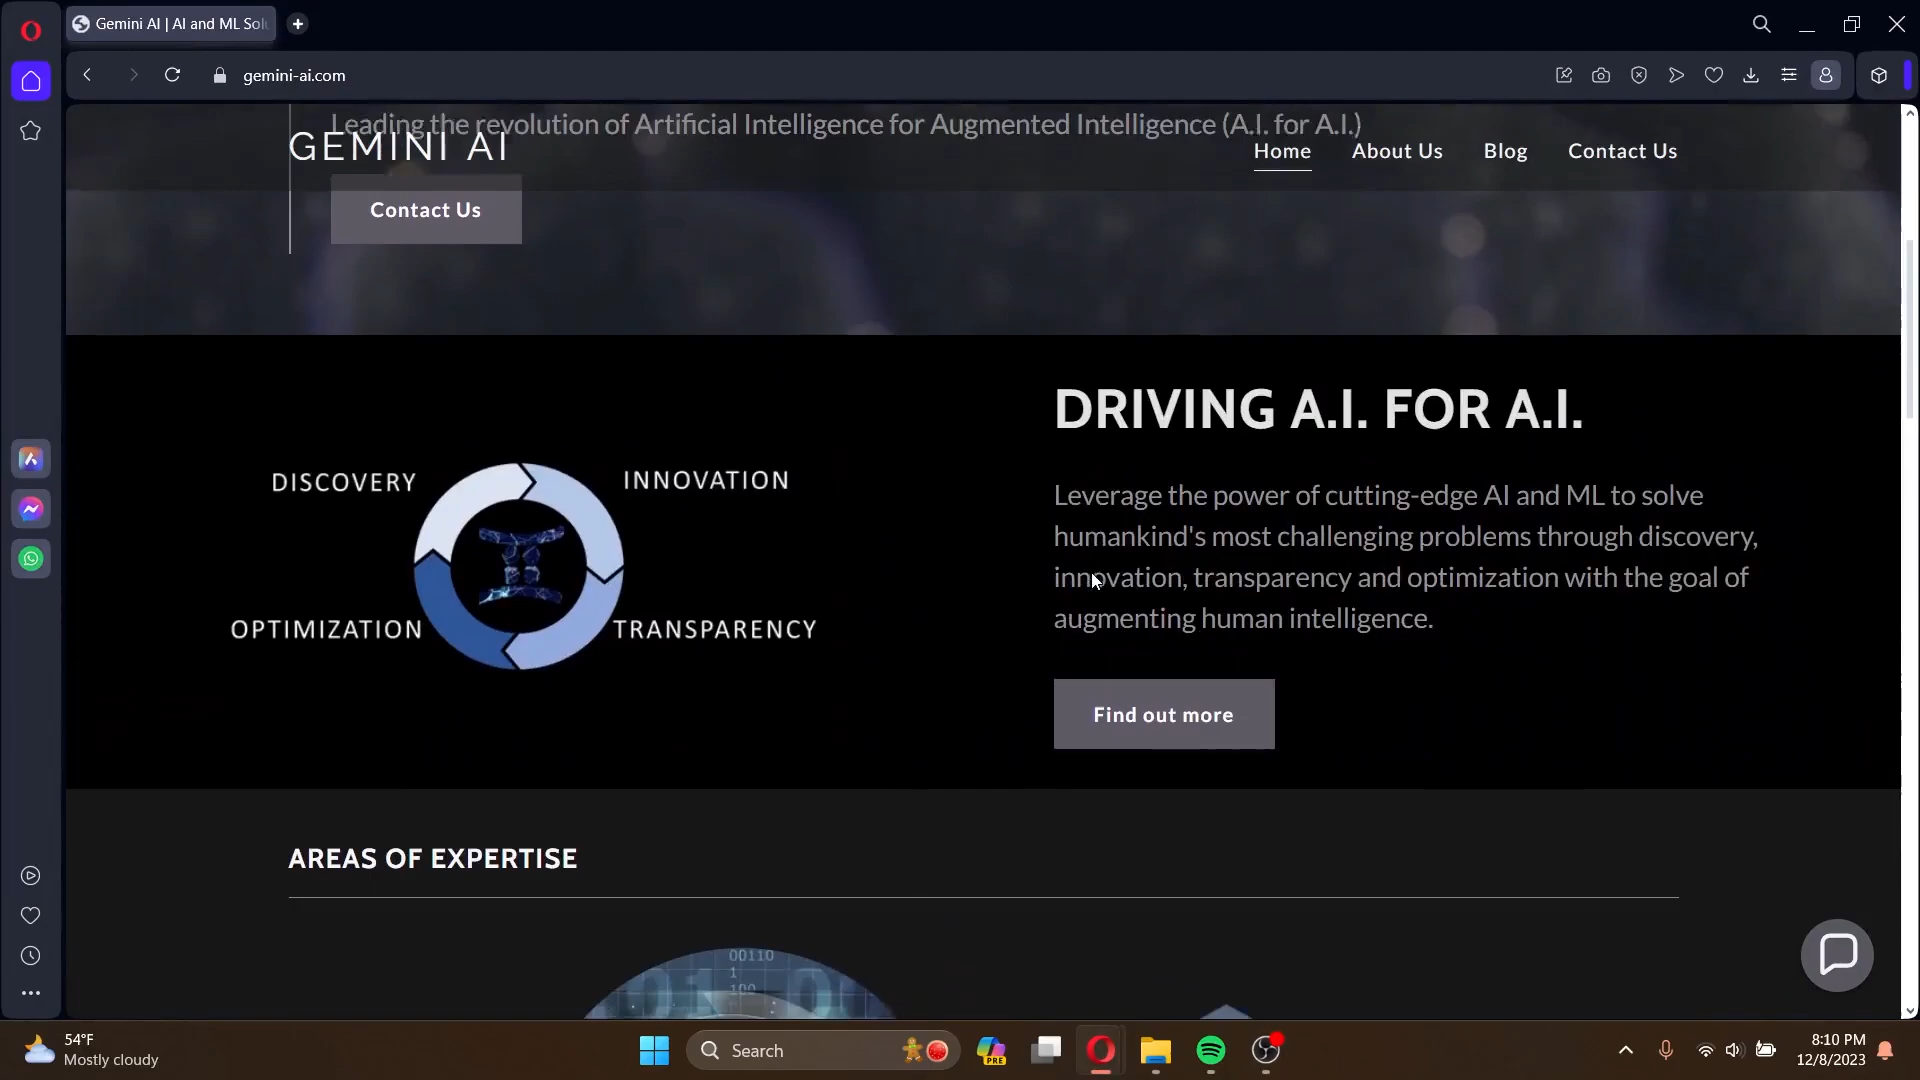 Gemini AI | AI and ML Sol
gemini-ai.com
Leading the revolution of Artificial Intelligence for Augmented Intelligence (A.I. for A.I.)
GEMINI AI
Home
About Us
Blog
Contact Us
Contact Us
DRIVING A.I. FOR A.I.
Leverage the power of cutting-edge AI and ML to solve
humankind's most challenging problems through discovery,
innovation, transparency and optimization with the goal of
augmenting human intelligence.
DISCOVERY
INNOVATION
OPTIMIZATION
TRANSPARENCY
Find out more
AREAS OF EXPERTISE
00110
1
100
54°F
Mostly cloudy
Search
PRE
8:10 PM
12/8/2023